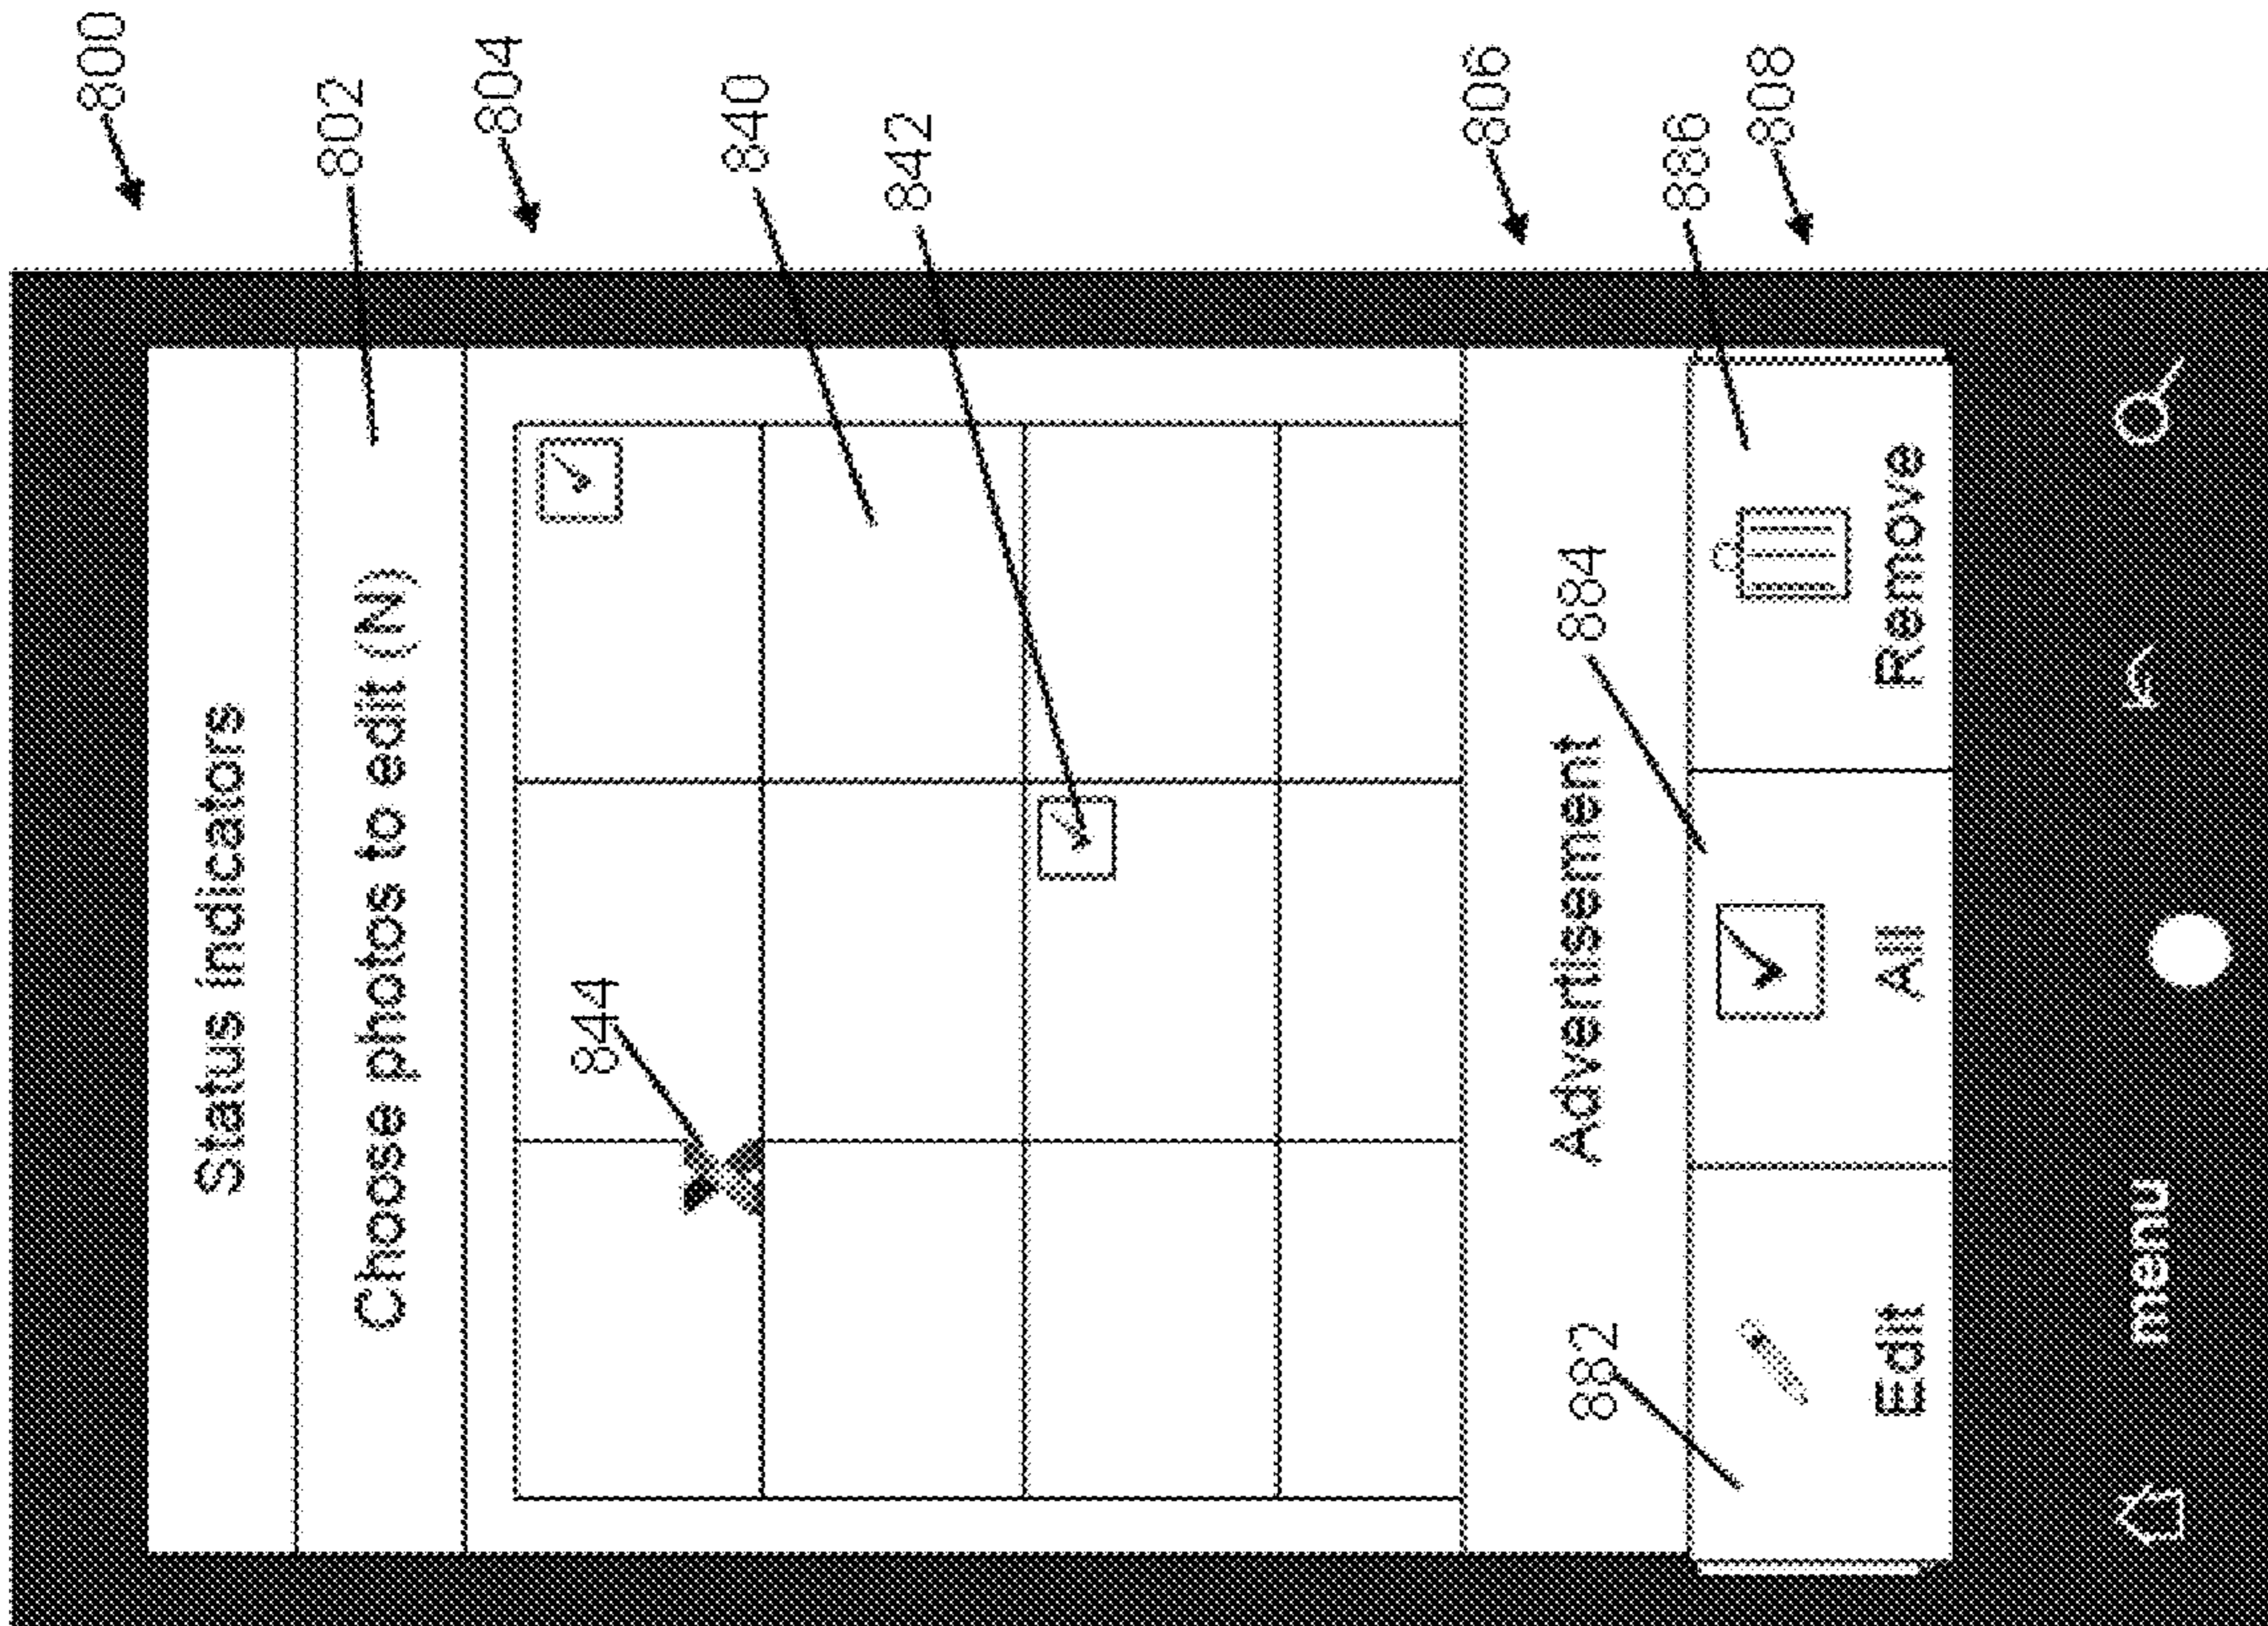 800
Status Indicators
802
Choose photos to edit (N)
804
844
840
842
806
Advertisement
882
884
886
808
Edit
All
Remove
menu